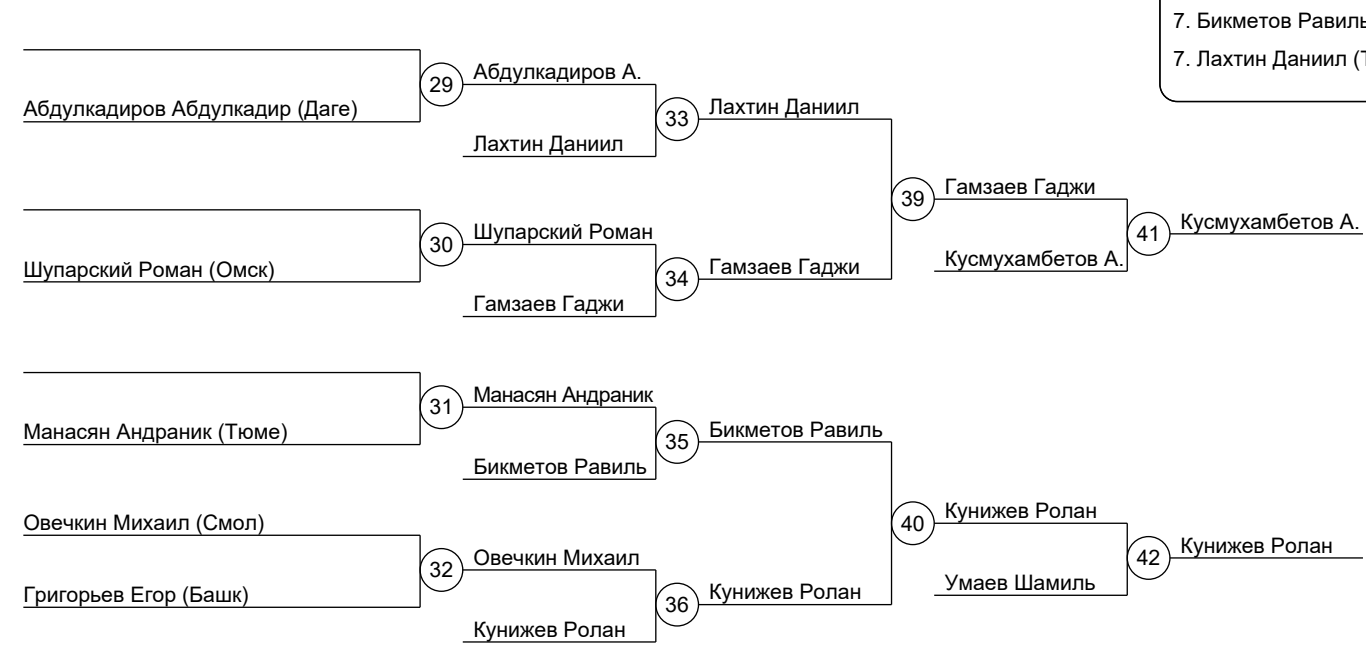 7. Бикметов Равиль
7. Лахтин Даниил (Т
Абдулкадиров А.
29
Абдулкадиров Абдулкадир (Даге)
Лахтин Даниил
33
Лахтин Даниил
Лахтин Даниил
39
Гамзаев Гаджи
Шупарский Роман
30
Шупарский Роман (Омск)
34
Гамзаев Гаджи
Гамзаев Гаджи
Кусмухамбетов А.
41
Кусмухамбетов А.
Манасян Андраник
31
Манасян Андраник (Тюме)
35
Бикметов Равиль
Бикметов Равиль
Овечкин Михаил (Смол)
40
Кунижев Ролан
Овечкин Михаил
32
Григорьев Егор (Башк)
36
Кунижев Ролан
Кунижев Ролан
Умаев Шамиль
42
Кунижев Ролан